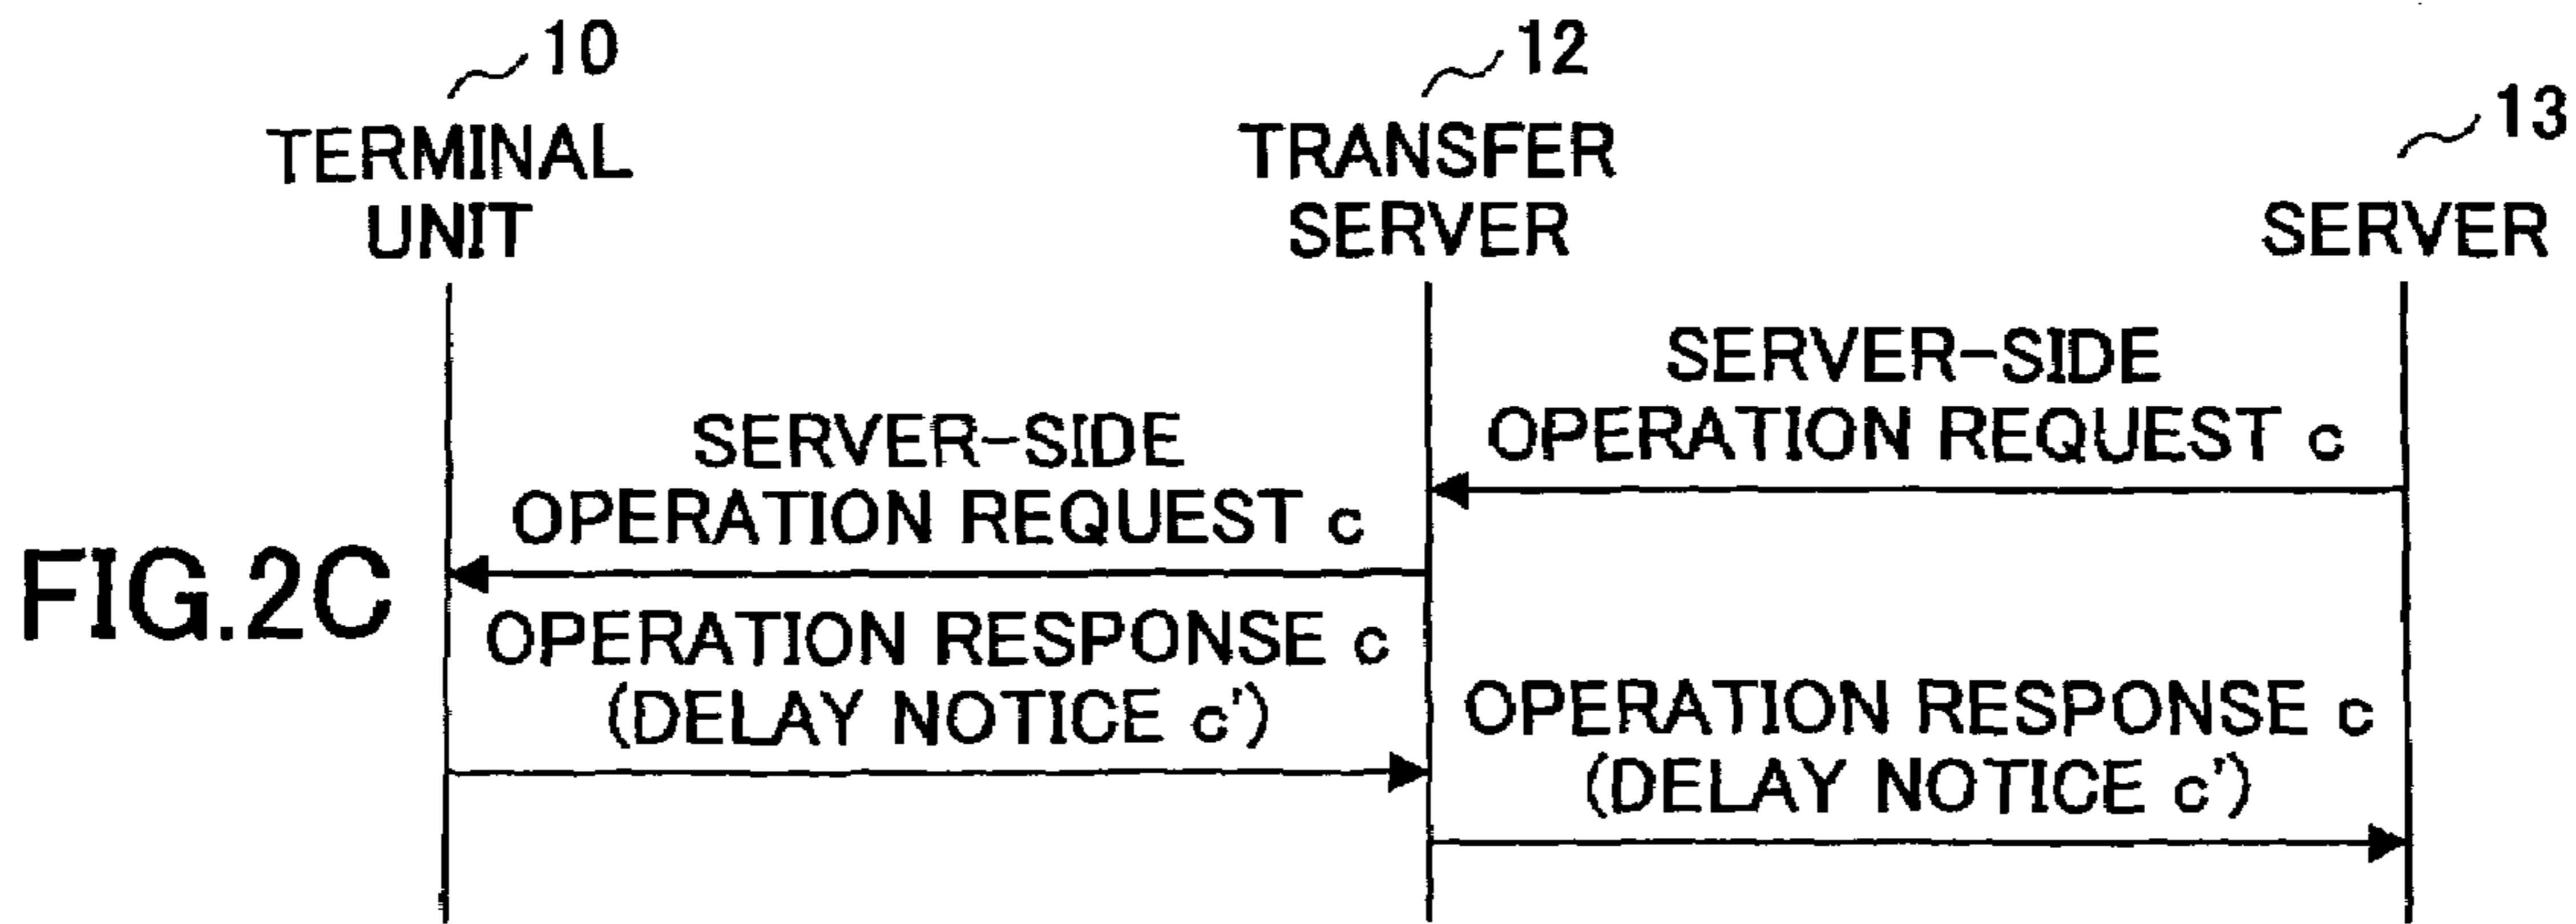 10
TERMINAL
UNIT
12
TRANSFER
SERVER
13
SERVER
SERVER-SIDE
OPERATION REQUEST c
SERVER-SIDE
OPERATION REQUEST c
FIG.2C
OPERATION RESPONSE c
(DELAY NOTICE c')
OPERATION RESPONSE c
(DELAY NOTICE c')